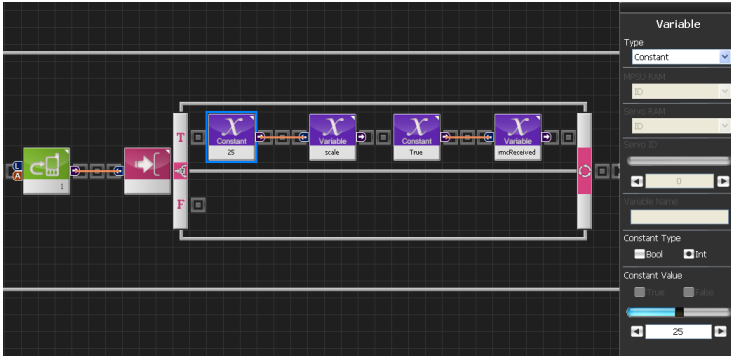 L
A
1
T
F
Constant
25
Variable
scale
Constant
True
Variable
rmcReceived
Variable
Type
Constant
MPSU RAM
ID
Servo RAM
ID
Servo ID
0
Variable Name
Constant Type
Bool Int
Constant Value
True False
25